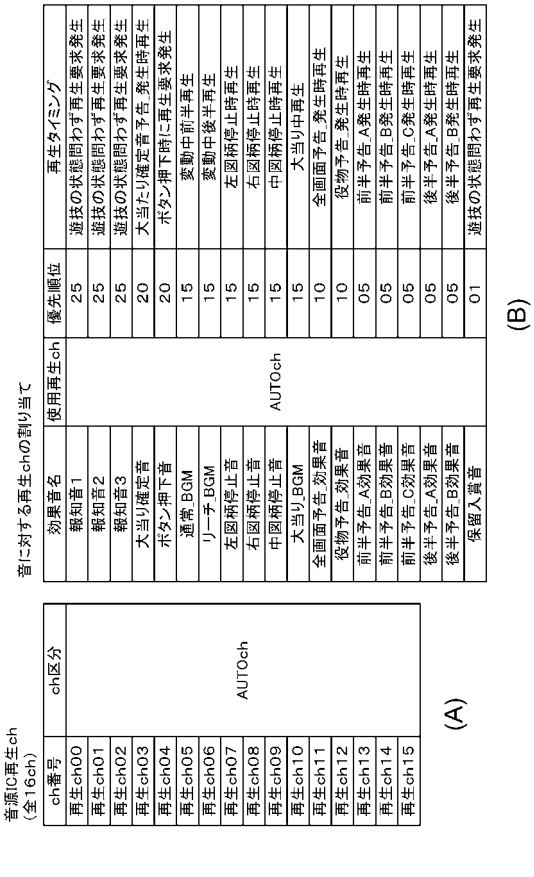 音源IC再生ch
(全16ch)
ch番号 ch区分
再生ch00 AUTOch
再生ch01
再生ch02
再生ch03
再生ch04
再生ch05
再生ch06
再生ch07
再生ch08
再生ch09
再生ch10
再生ch11
再生ch12
再生ch13
再生ch14
再生ch15
(A)
音に対する再生chの割り当て
効果音名 使用再生ch 優先順位 再生タイミング
報知音1 AUTOch 25 遊技の状態問わず再生要求発生
報知音2 25 遊技の状態問わず再生要求発生
報知音3 25 遊技の状態問わず再生要求発生
大当り確定音 20 大当たり確定音予告_発生時再生
ボタン押下音 20 ボタン押下時に再生要求発生
通常_BGM 15 変動中前半再生
リーチ_BGM 15 変動中後半再生
左図柄停止音 15 左図柄停止時再生
右図柄停止音 15 右図柄停止時再生
中図柄停止音 15 中図柄停止時再生
大当り_BGM 15 大当り中再生
全画面予告_効果音 10 全画面予告_発生時再生
役物予告_効果音 10 役物予告_発生時再生
前半予告_A効果音 05 前半予告_A発生時再生
前半予告_B効果音 05 前半予告_B発生時再生
前半予告_C効果音 05 前半予告_C発生時再生
後半予告_A効果音 05 後半予告_A発生時再生
後半予告_B効果音 05 後半予告_B発生時再生
保留入賞音 01 遊技の状態問わず再生要求発生
(B)